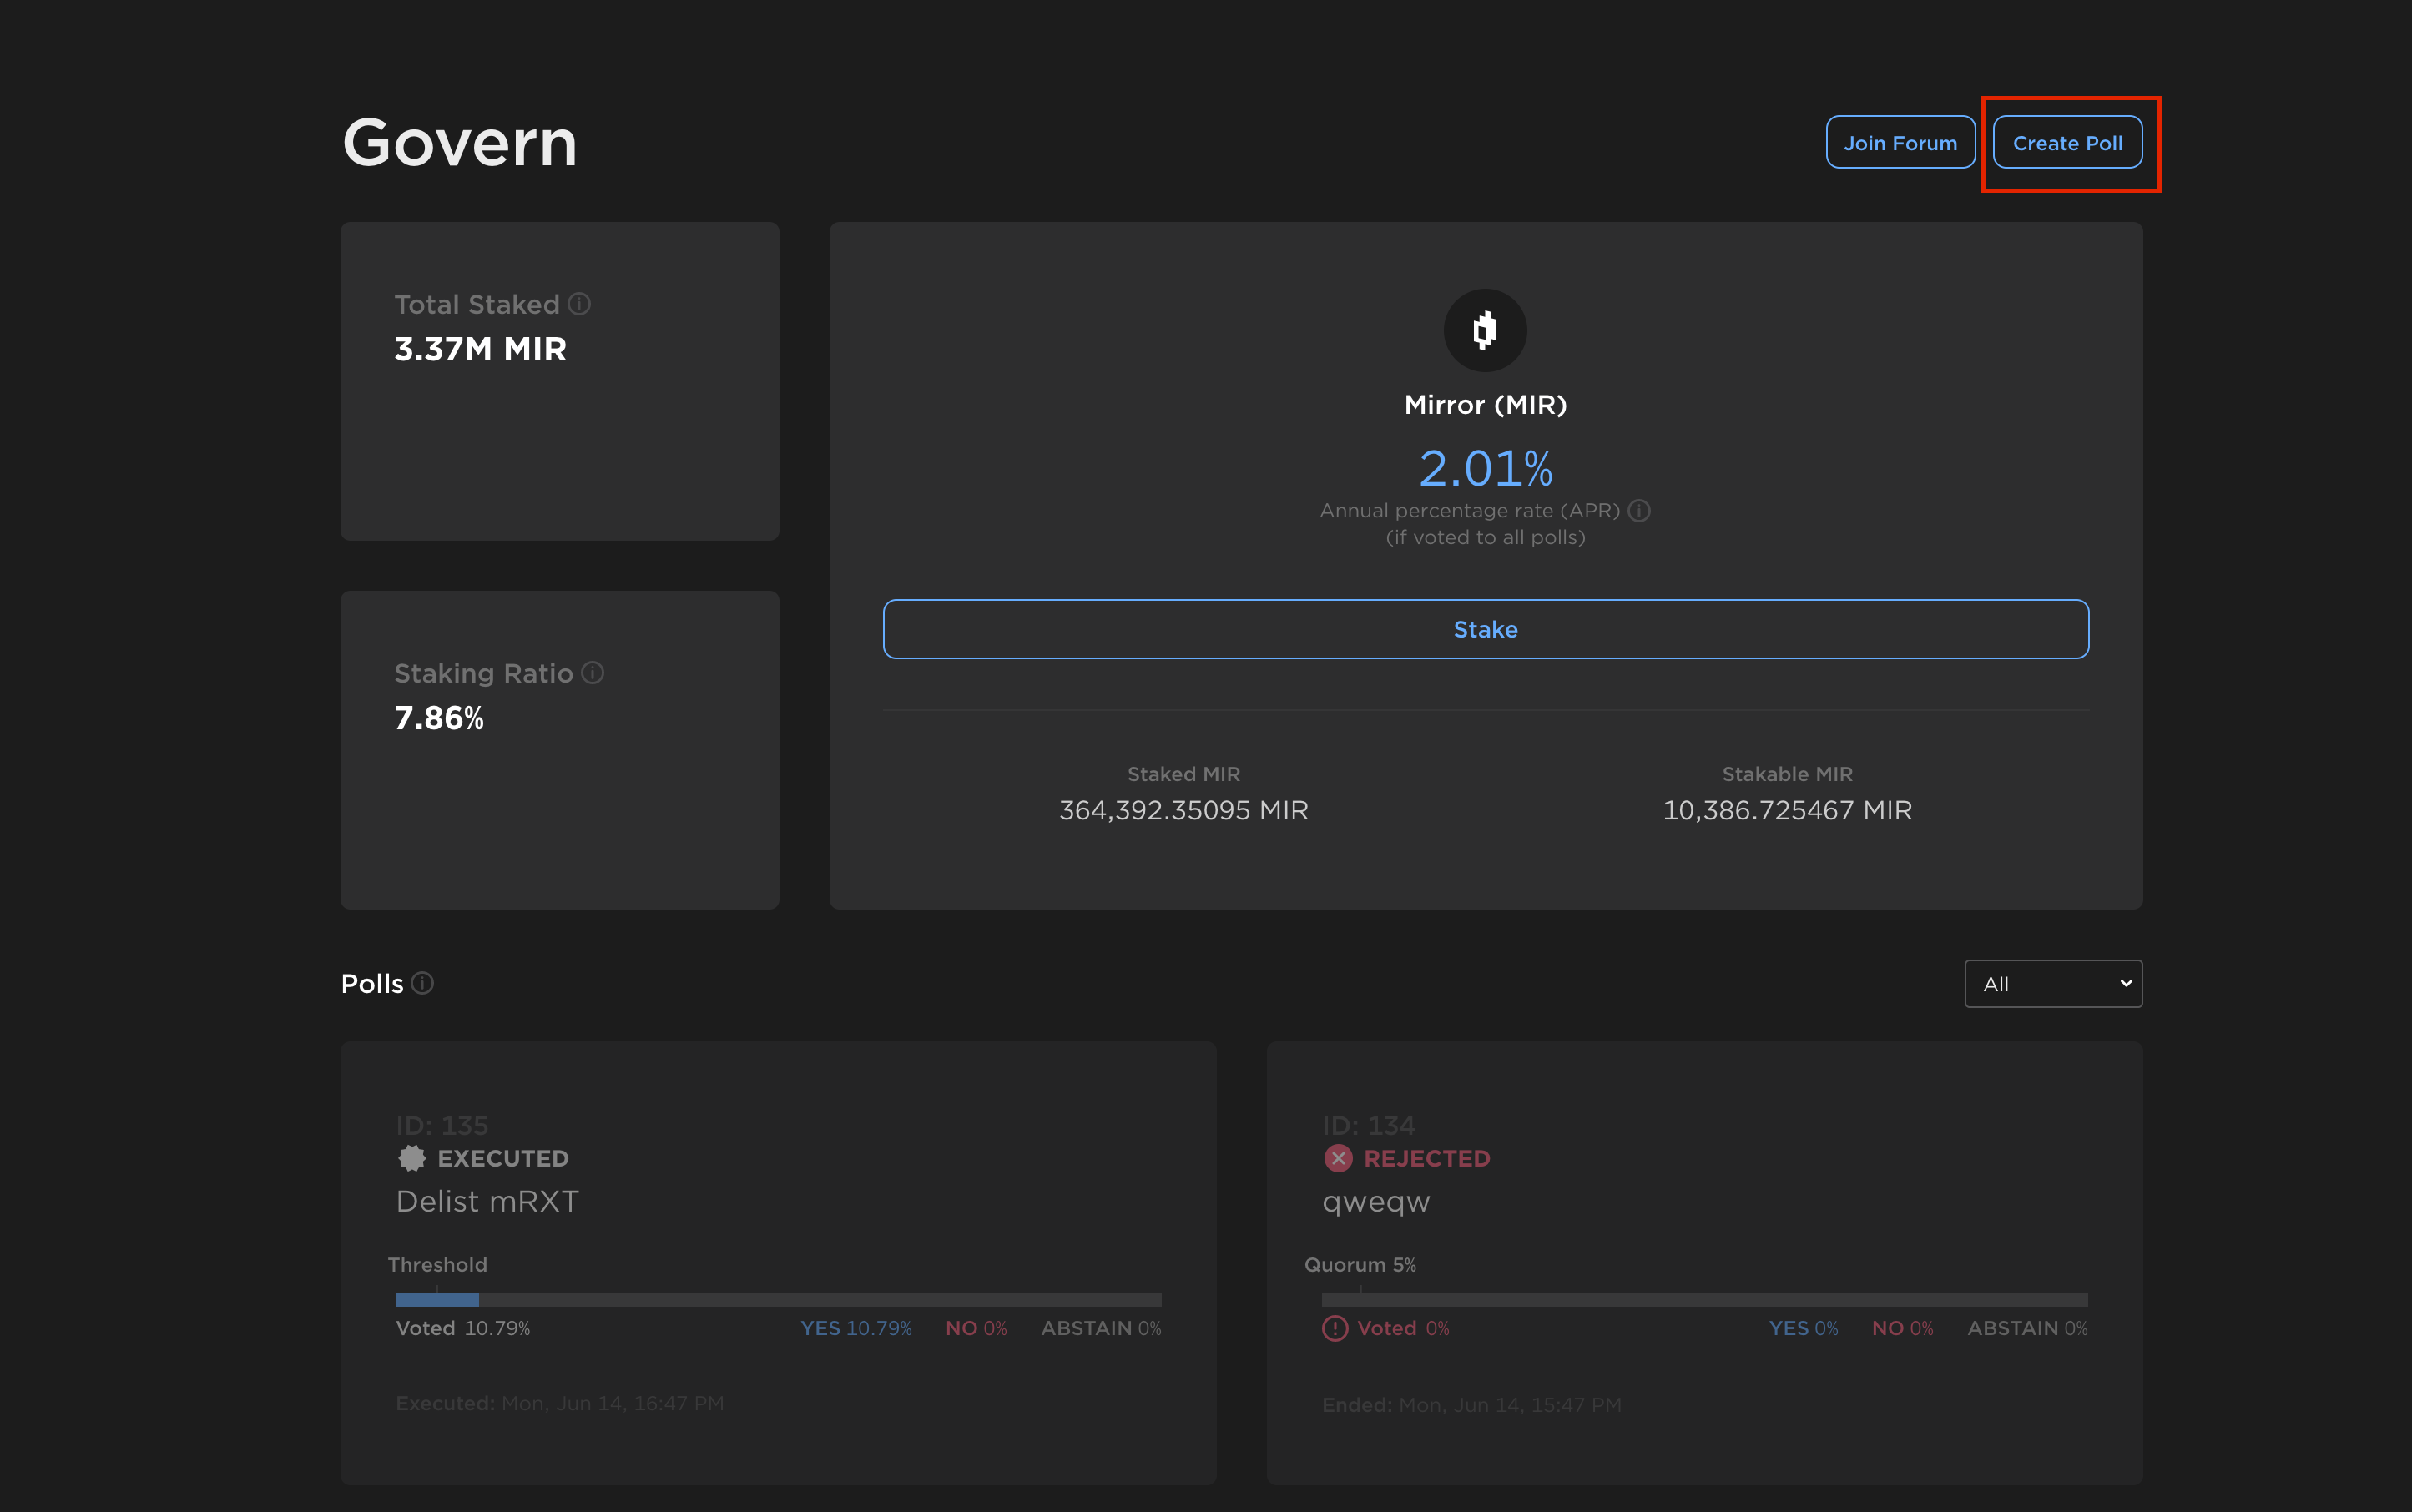 Govern
Join Forum
Create Poll
Total Staked
3.37M MIR
Mirror (MIR)
2.01%
Annual percentage rate (APR)
(if voted to all polls)
Stake
Staking Ratio
7.86%
Staked MIR
364,392.35095 MIR
Stakable MIR
10,386.725467 MIR
Polls
All
ID: 135
EXECUTED
Delist mRXT
Threshold
Voted 10.79%
YES 10.79% NO 0% ABSTAIN 0%
Executed: Mon, Jun 14, 16:47 PM
ID: 134
REJECTED
qweqw
Quorum 5%
Voted 0%
YES 0% NO 0% ABSTAIN 0%
Ended: Mon, Jun 14, 15:47 PM